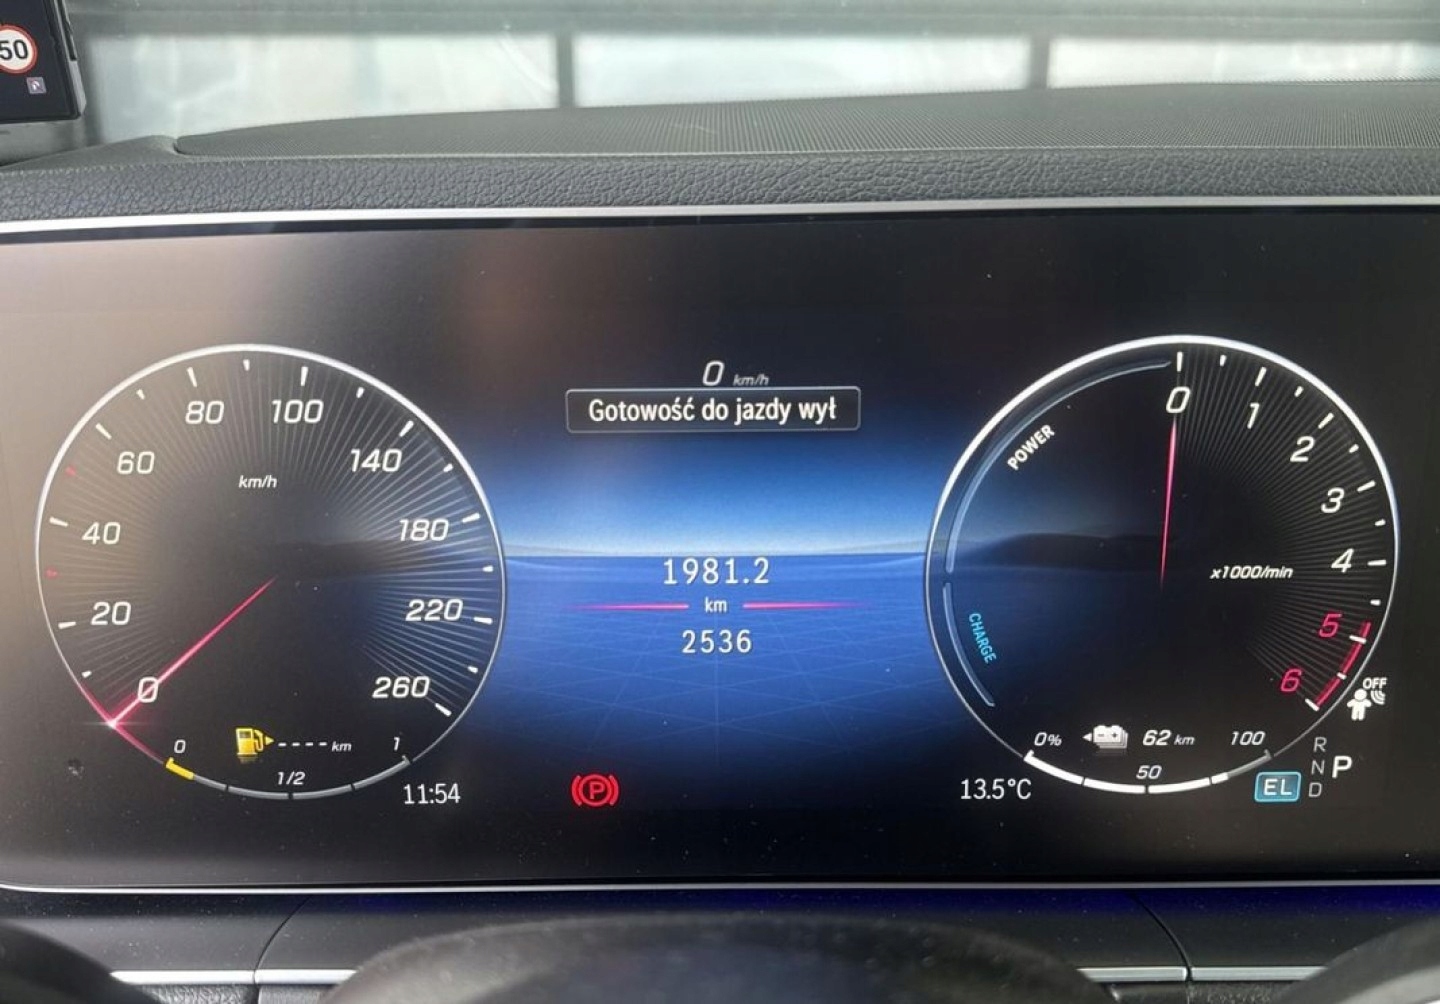 50
0 km/h
Gotowość do jazdy wył
80 100
60 140
km/h
40 180
20 220
0 260
0 ---- km 1
1/2
11:54
1981.2
km
2536
P
POWER
CHARGE
0 1 2 3 4 5 6
x1000/min
OFF
0% 62 km 100
50
13.5°C
EL
R
N P
D